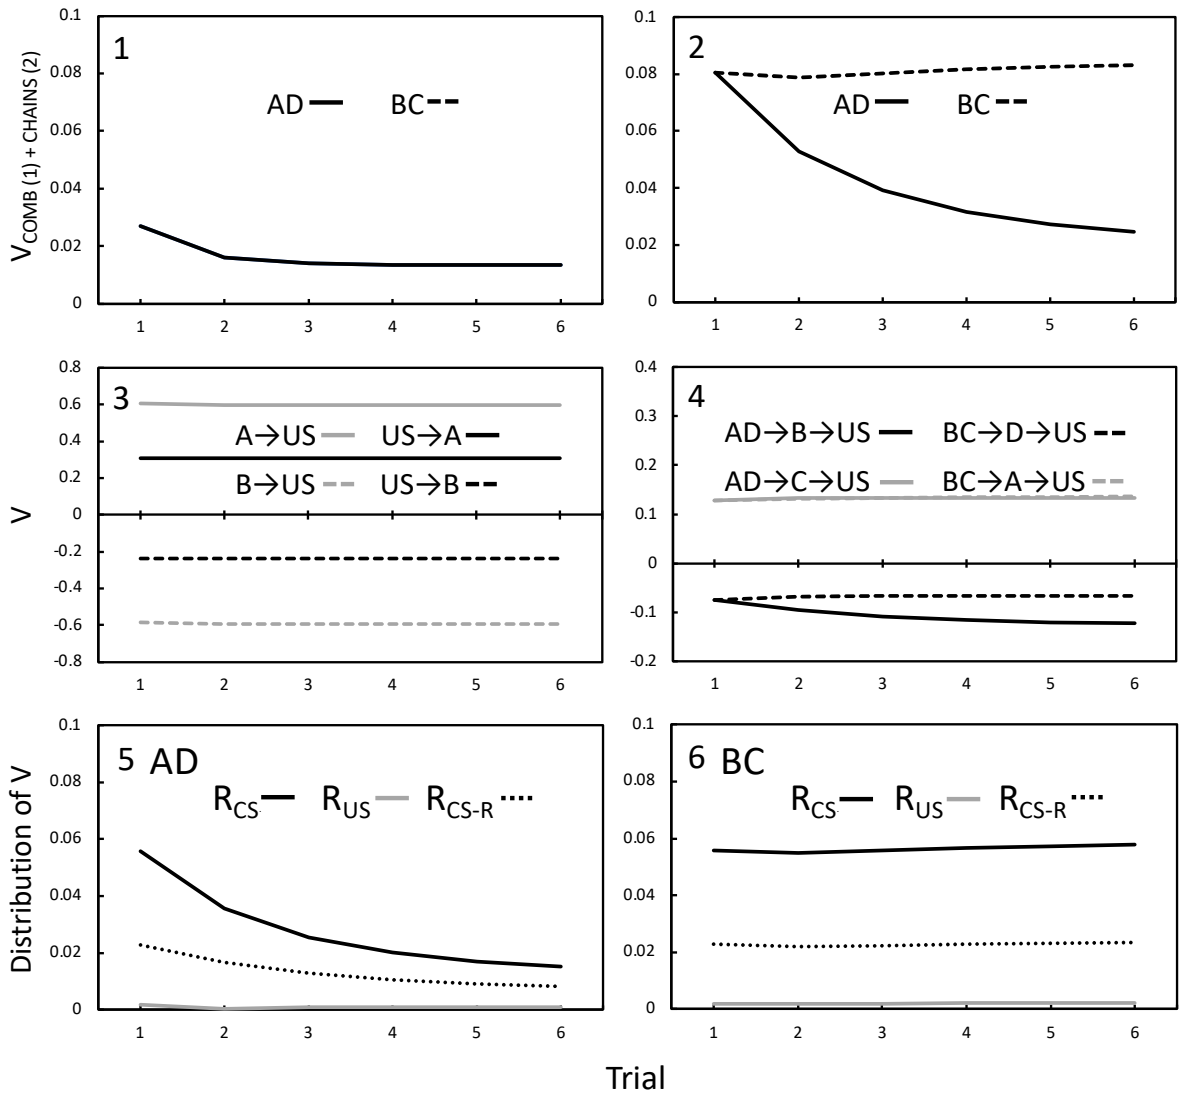 V COMB (1) + CHAINS (2)
0.1
0.08
0.06
0.04
0.02
0
1
AD
BC
1 2 3 4 5 6
0.1
0.08
0.06
0.04
0.02
0
2
AD
BC
1 2 3 4 5 6
V
0.8
0.6
0.4
0.2
0
-0.2
-0.4
-0.6
-0.8
3
A→US US→A
B→US US→B
1 2 3 4 5 6
0.4
0.3
0.2
0.1
0
-0.1
-0.2
4
AD→B→US BC→D→US
AD→C→US BC→A→US
1 2 3 4 5 6
Distribution of V
0.1
0.08
0.06
0.04
0.02
0
5 AD
RCS RUS RCS-R
1 2 3 4 5 6
0.1
0.08
0.06
0.04
0.02
0
6 BC
RCS RUS RCS-R
1 2 3 4 5 6
Trial